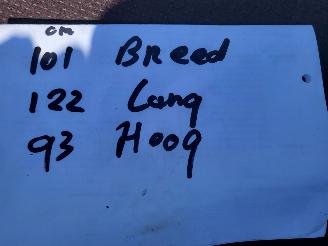 cm
101 Breed
122 Lang
93 Hoog